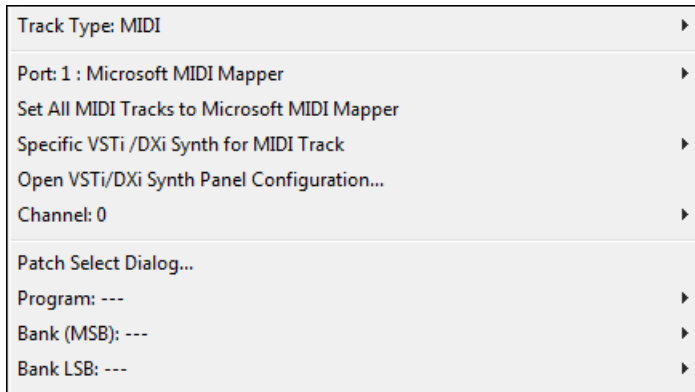 Track Type: MIDI
Port: 1 : Microsoft MIDI Mapper
Set All MIDI Tracks to Microsoft MIDI Mapper
Specific VSTi /DXi Synth for MIDI Track
Open VSTi/DXi Synth Panel Configuration...
Channel: 0
Patch Select Dialog...
Program: ---
Bank (MSB): ---
Bank LSB: ---